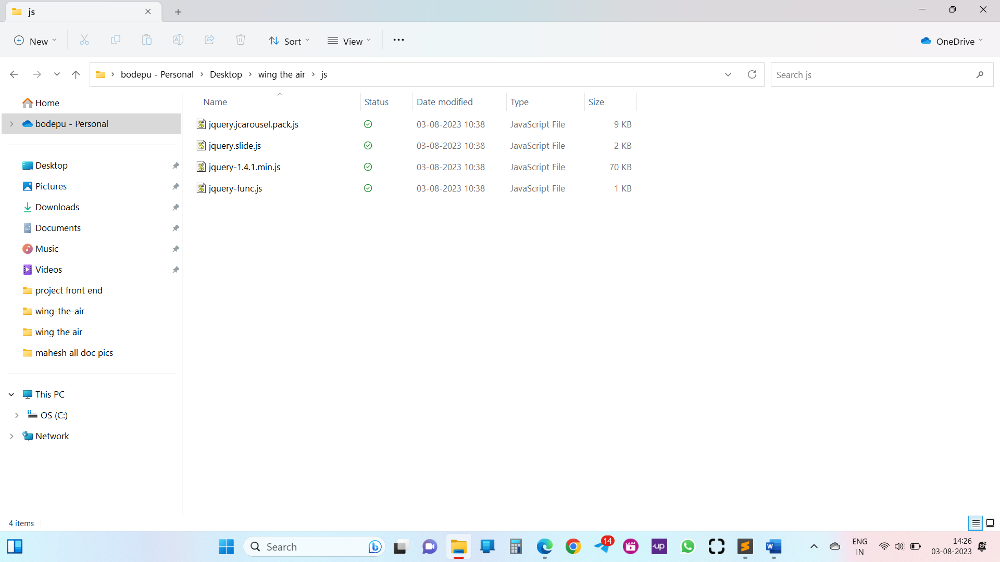 js
New
Sort
View
OneDrive
bodepu - Personal
Desktop
wing the air
js
Search js
Home
bodepu - Personal
Desktop
Pictures
Downloads
Documents
Music
Videos
project front end
wing-the-air
wing the air
mahesh all doc pics
This PC
OS (C:)
Network
Name Status Date modified Type Size
jquery.jcarousel.pack.js 03-08-2023 10:38 JavaScript File 9 KB
jquery.slide.js 03-08-2023 10:38 JavaScript File 2 KB
jquery-1.4.1.min.js 03-08-2023 10:38 JavaScript File 70 KB
jquery-func.js 03-08-2023 10:38 JavaScript File 1 KB
4 items
Search
up
14
W
ENG
IN
14:26
03-08-2023